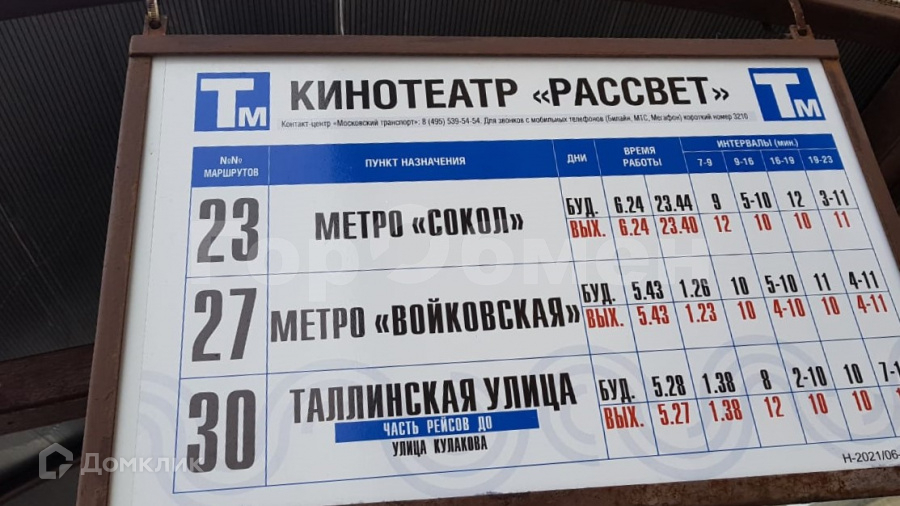 Тм КИНОТЕАТР «РАССВЕТ» Тм
Контакт-центр «Московский транспорт»: 8 (495) 539-54-54. Для звонков с мобильных телефонов (Билайн, МТС, Мегафон) короткий номер 3210
№№ МАРШРУТОВ ПУНКТ НАЗНАЧЕНИЯ ДНИ ВРЕМЯ РАБОТЫ ИНТЕРВАЛЫ (мин.)
7-9 9-16 16-19 19-23
23 МЕТРО «СОКОЛ» БУД. 6.24 23.44 9 5-10 12 3-11
ВЫХ. 6.24 23.40 12 10 10 11
27 МЕТРО «ВОЙКОВСКАЯ» БУД. 5.43 1.26 10 5-10 11 4-11
ВЫХ. 5.43 1.23 10 4-10 10 4-11
30 ТАЛЛИНСКАЯ УЛИЦА БУД. 5.28 1.38 8 2-10 10
ЧАСТЬ РЕЙСОВ ДО ВЫХ. 5.27 1.38 12 10 10
УЛИЦА КУЛАКОВА
Н-2021/06-
ГорОбмен
Домклик